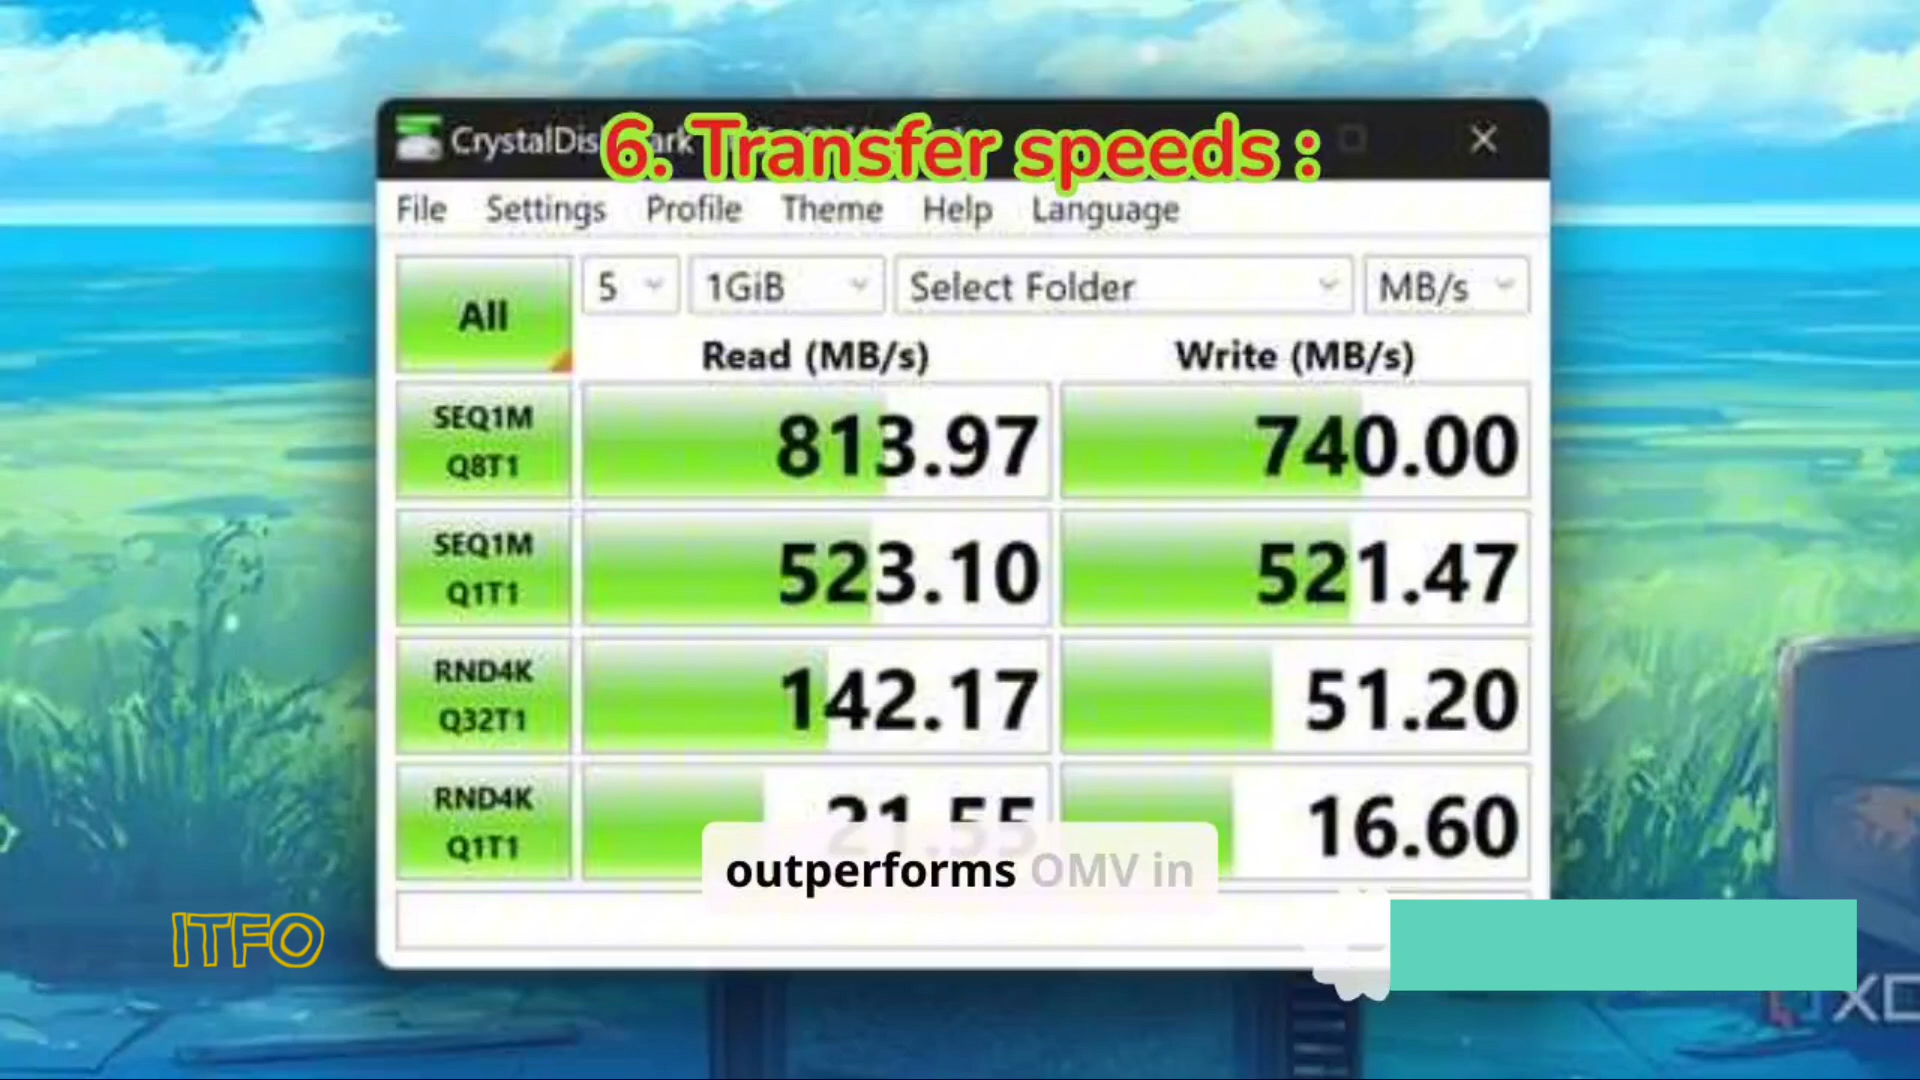 6. Transfer speeds :
File Settings Profile Theme Help Language
All 5 1GiB Select Folder MB/s
Read (MB/s) Write (MB/s)
SEQ1M
Q8T1
813.97 740.00
SEQ1M
Q1T1
523.10 521.47
RND4K
Q32T1
142.17 51.20
RND4K
Q1T1
21.55 16.60
outperforms OMV in
ITFO